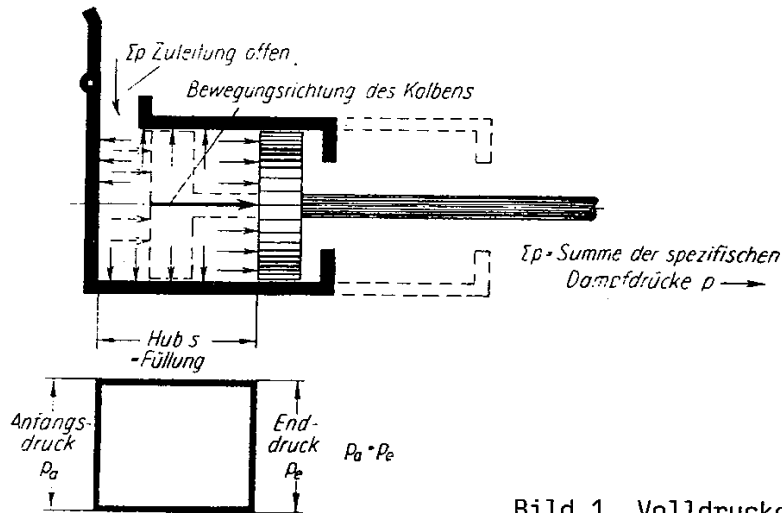 Σp Zuleitung offen
Bewegungsrichtung des Kolbens
Σp = Summe der spezifischen
Dampfdrücke p
Hub s
= Füllung
Anfangs-
druck
pa
End-
druck
pe
pa = pe
Bild 1 Volldruck